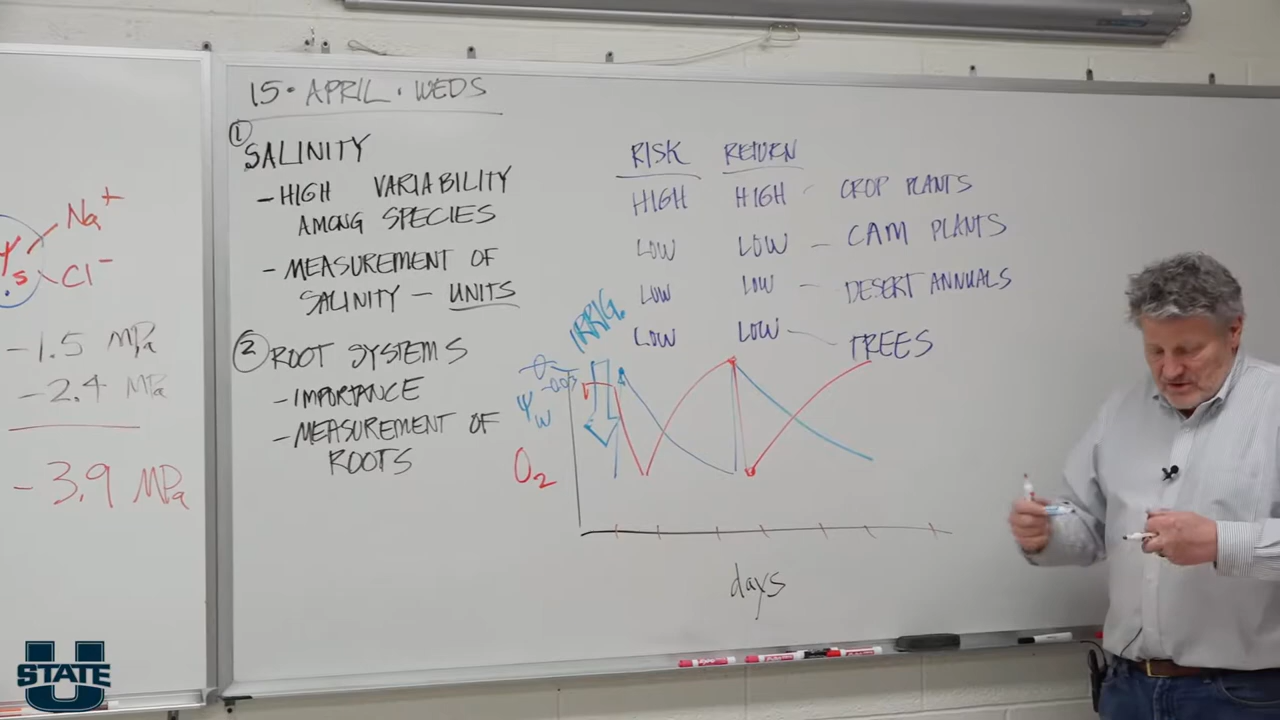 15 · APRIL · WEDS
① SALINITY
- HIGH VARIABILITY
AMONG SPECIES
- MEASUREMENT OF
SALINITY - UNITS
② ROOT SYSTEMS
- IMPORTANCE
- MEASUREMENT OF
ROOTS
Na+
Ψs
Cl-
-1.5 MPa
-2.4 MPa
-3.9 MPa
RISK RETURN
HIGH HIGH - CROP PLANTS
LOW LOW - CAM PLANTS
LOW LOW - DESERT ANNUALS
LOW LOW - TREES
IRRIG.
Ψw
O2
days
U
STATE